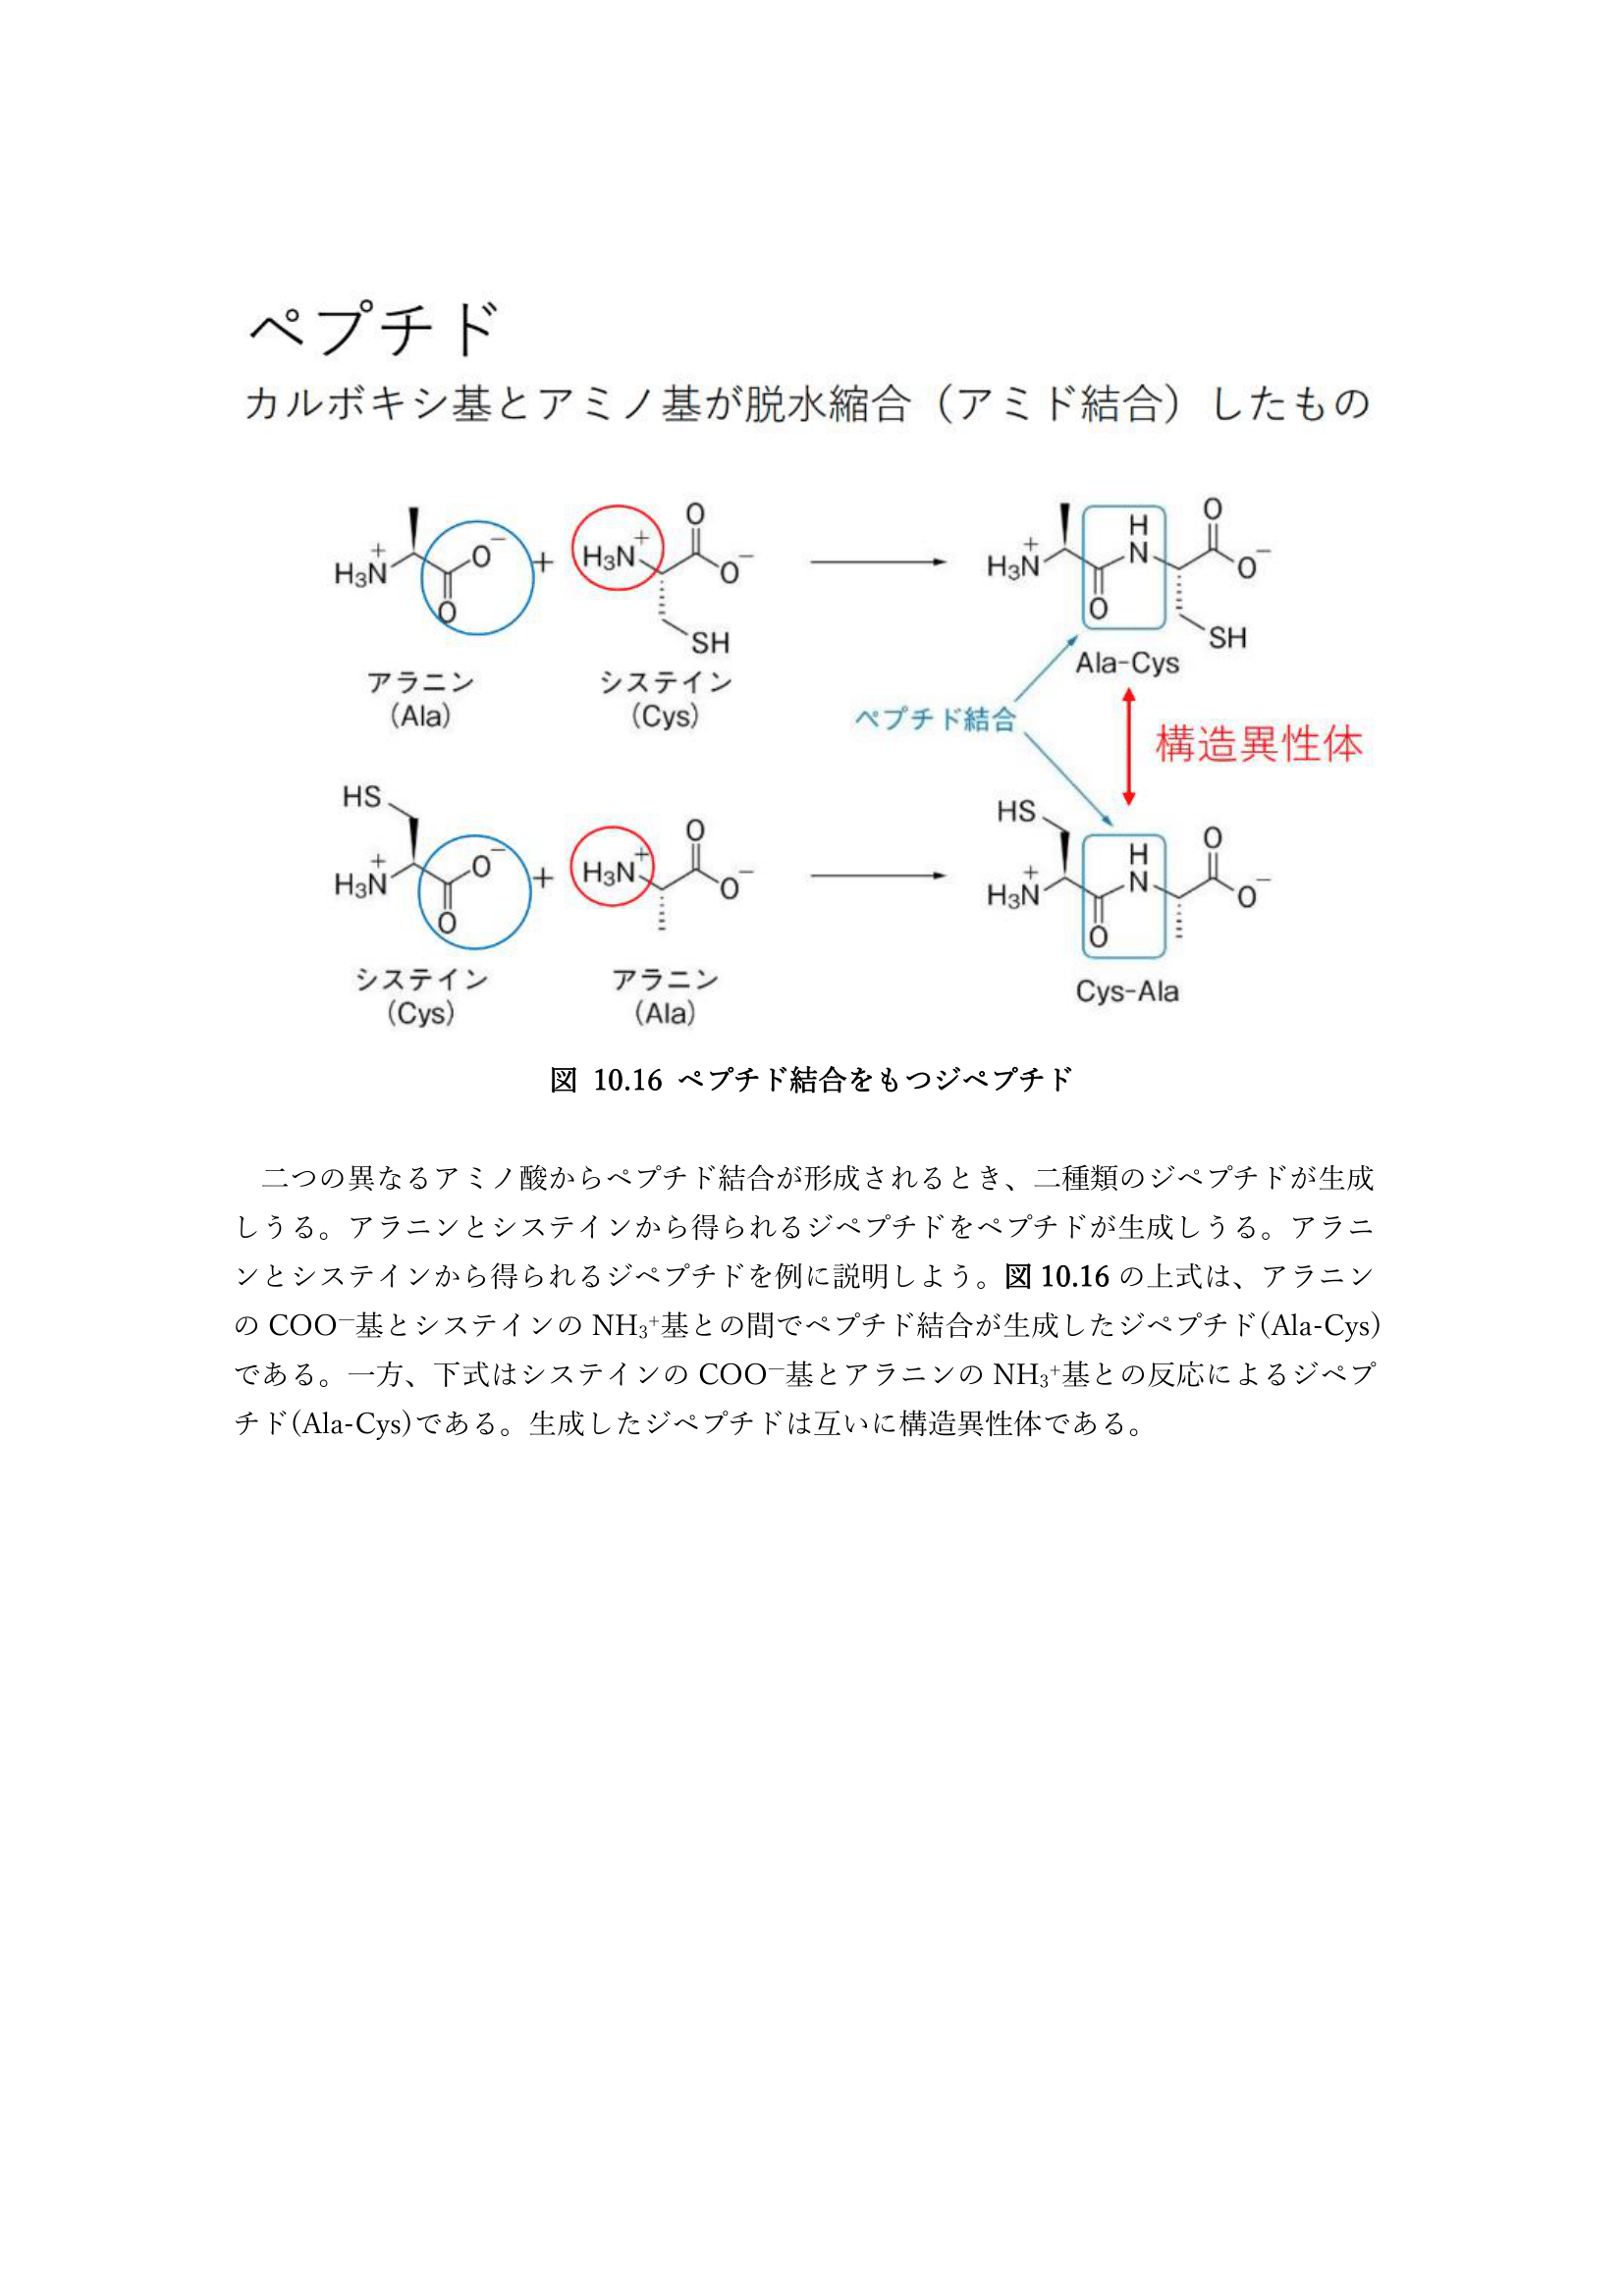 ペプチド
カルボキシ基とアミノ基が脱水縮合（アミド結合）したもの
H₃N⁺ O⁻ O + H₃N⁺ O O⁻ SH H₃N⁺ O H N O O⁻ SH
アラニン システイン Ala-Cys
(Ala) (Cys)
ペプチド結合 構造異性体
HS H₃N⁺ O⁻ O + H₃N⁺ O O⁻ HS H₃N⁺ O H N O O⁻
システイン アラニン Cys-Ala
(Cys) (Ala)
図 10.16 ペプチド結合をもつジペプチド
二つの異なるアミノ酸からペプチド結合が形成されるとき、二種類のジペプチドが生成
しうる。アラニンとシステインから得られるジペプチドをペプチドが生成しうる。アラニ
ンとシステインから得られるジペプチドを例に説明しよう。図 10.16 の上式は、アラニン
の COO⁻基とシステインの NH₃⁺基との間でペプチド結合が生成したジペプチド(Ala-Cys)
である。一方、下式はシステインの COO⁻基とアラニンの NH₃⁺基との反応によるジペプ
チド(Ala-Cys)である。生成したジペプチドは互いに構造異性体である。